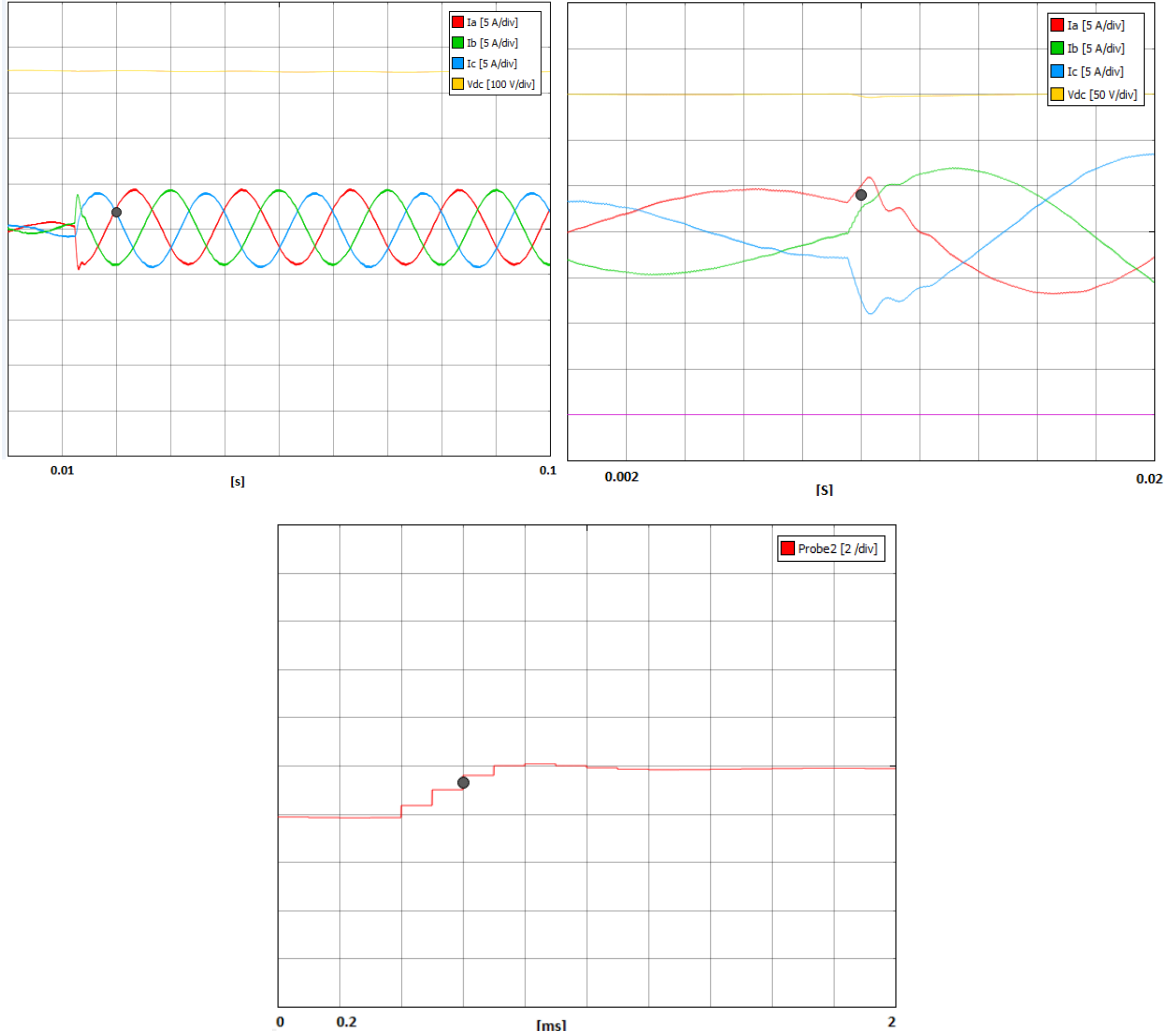 Ia [5 A/div]
Ib [5 A/div]
Ic [5 A/div]
Vdc [100 V/div]
0.01
0.1
[s]
Ia [5 A/div]
Ib [5 A/div]
Ic [5 A/div]
Vdc [50 V/div]
0.002
0.02
[S]
Probe2 [2 /div]
0
0.2
2
[ms]